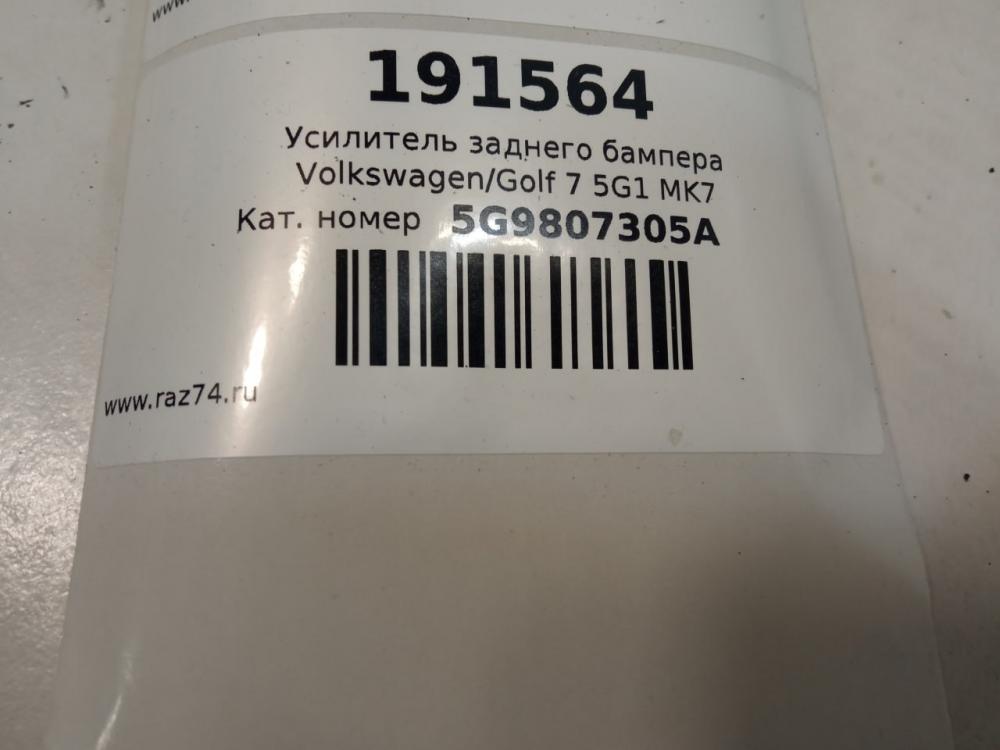 191564
Усилитель заднего бампера
Volkswagen/Golf 7 5G1 MK7
Кат. номер 5G9807305A
www.raz74.ru